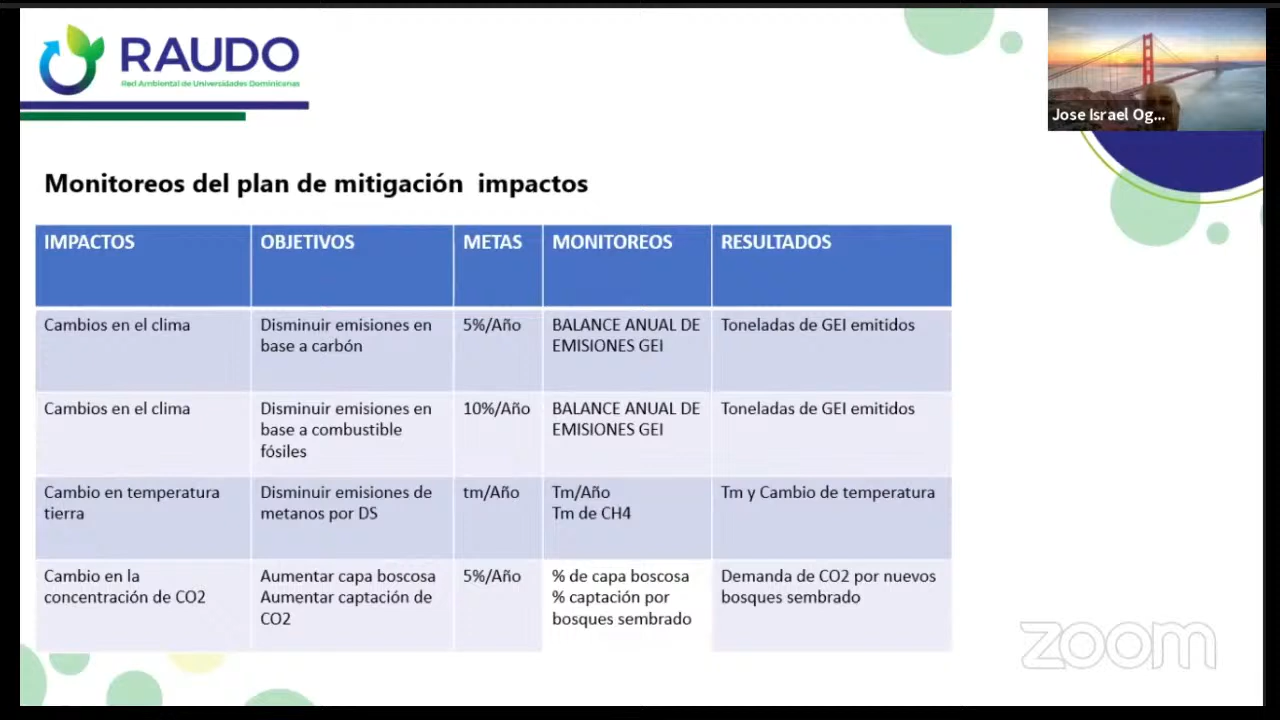 RAUDO
Red Ambiental de Universidades Dominicanas
Jose Israel Og...
Monitoreos del plan de mitigación impactos
IMPACTOS OBJETIVOS METAS MONITOREOS RESULTADOS
Cambios en el clima
Disminuir emisiones en
base a carbón
5%/Año
BALANCE ANUAL DE
EMISIONES GEI
Toneladas de GEI emitidos
Cambios en el clima
Disminuir emisiones en
base a combustible
fósiles
10%/Año
BALANCE ANUAL DE
EMISIONES GEI
Toneladas de GEI emitidos
Cambio en temperatura
tierra
Disminuir emisiones de
metanos por DS
tm/Año
Tm/Año
Tm de CH4
Tm y Cambio de temperatura
Cambio en la
concentración de CO2
Aumentar capa boscosa
Aumentar captación de
CO2
5%/Año
% de capa boscosa
% captación por
bosques sembrado
Demanda de CO2 por nuevos
bosques sembrado
zoom